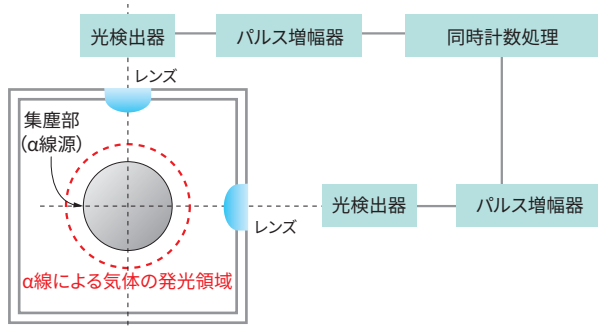 光検出器
パルス増幅器
同時計数処理
レンズ
集塵部
(α線源)
光検出器
パルス増幅器
レンズ
α線による気体の発光領域